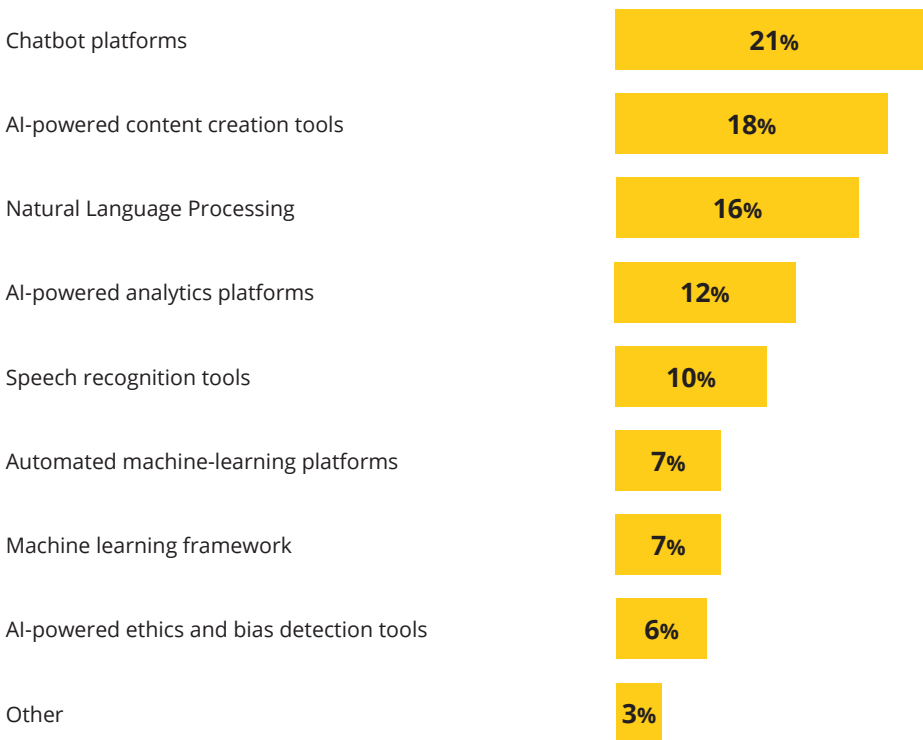 Chatbot platforms 21%
AI-powered content creation tools 18%
Natural Language Processing 16%
AI-powered analytics platforms 12%
Speech recognition tools 10%
Automated machine-learning platforms 7%
Machine learning framework 7%
AI-powered ethics and bias detection tools 6%
Other 3%